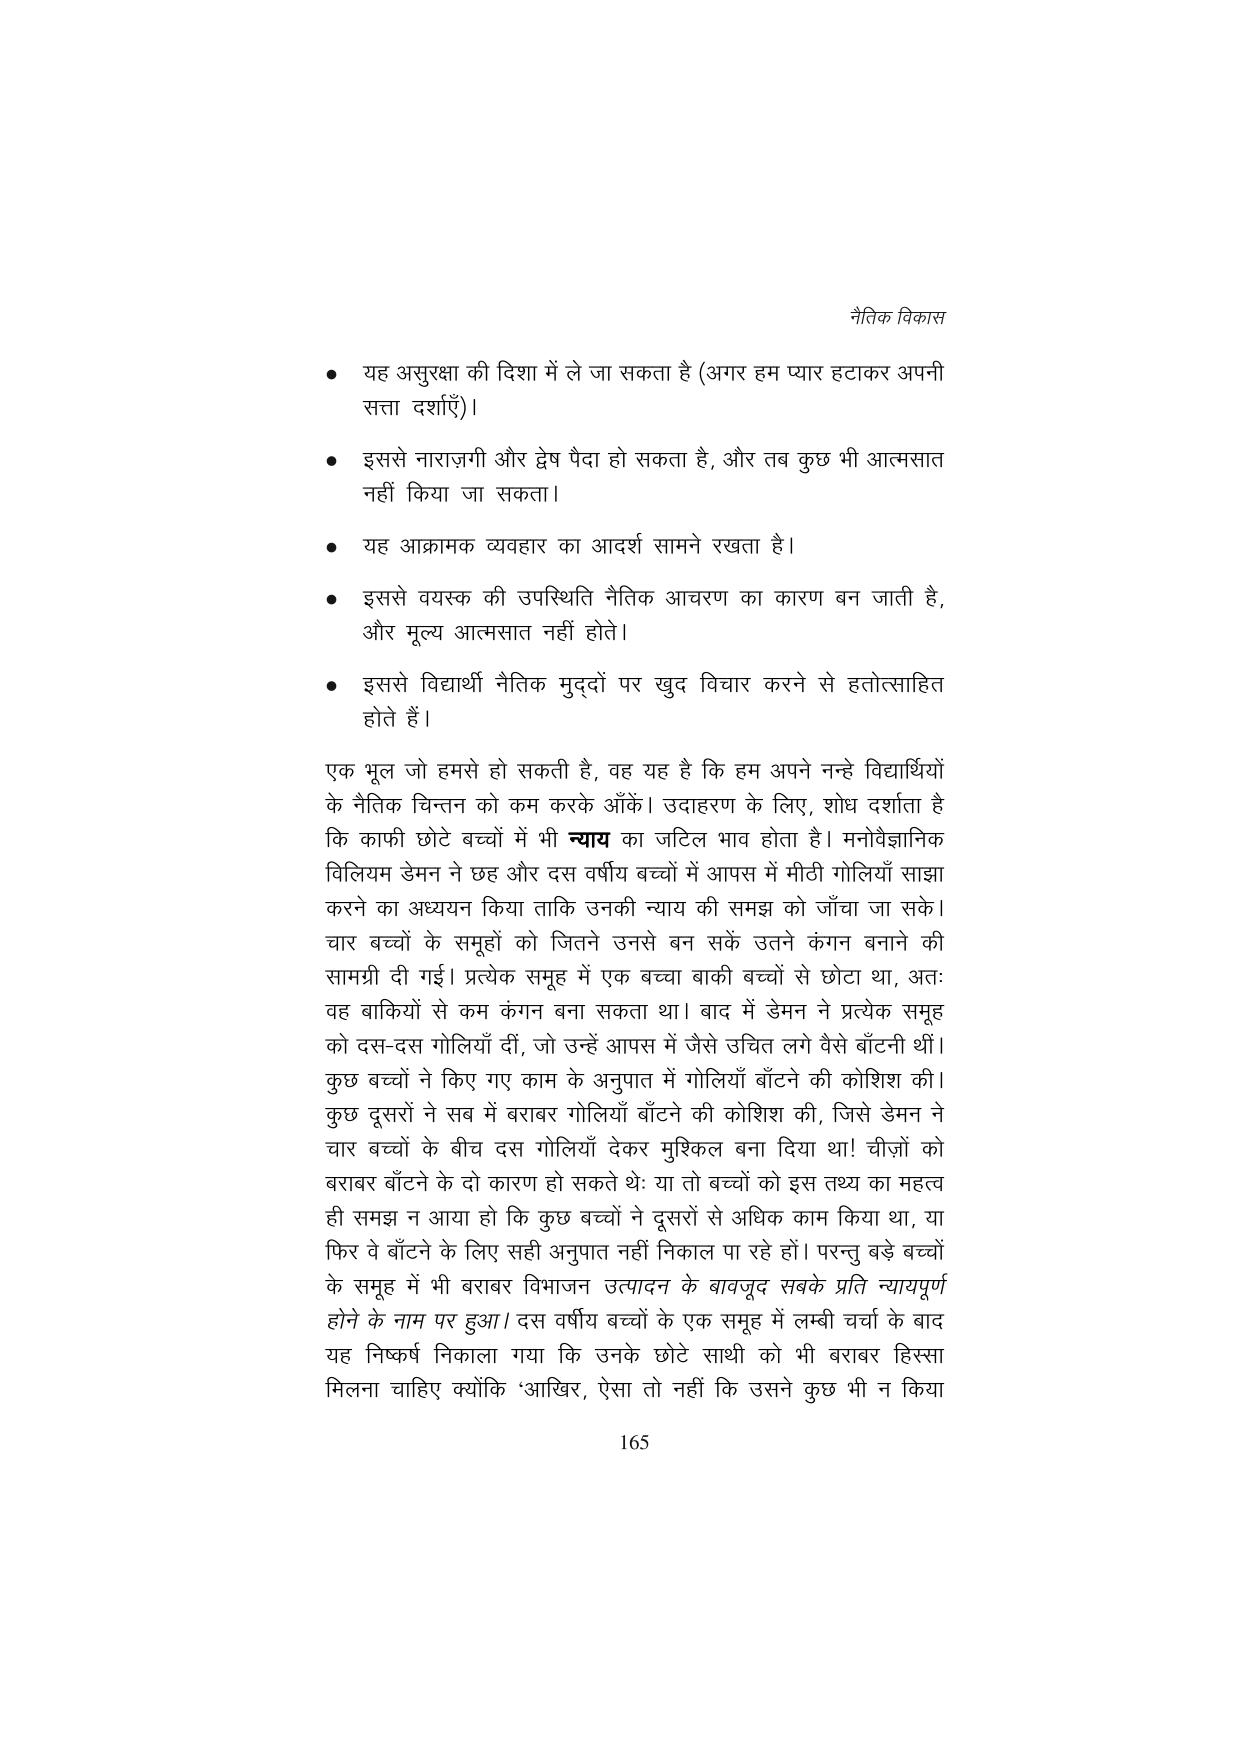 नैतिक विकास
● यह असुरक्षा की दिशा में ले जा सकता है (अगर हम प्यार हटाकर अपनी
सत्ता दर्शाएँ)।
● इससे नाराज़गी और द्वेष पैदा हो सकता है, और तब कुछ भी आत्मसात
नहीं किया जा सकता।
● यह आक्रामक व्यवहार का आदर्श सामने रखता है।
● इससे वयस्क की उपस्थिति नैतिक आचरण का कारण बन जाती है,
और मूल्य आत्मसात नहीं होते।
● इससे विद्यार्थी नैतिक मुद्दों पर खुद विचार करने से हतोत्साहित
होते हैं।
एक भूल जो हमसे हो सकती है, वह यह है कि हम अपने नन्हे विद्यार्थियों
के नैतिक चिन्तन को कम करके आँकें। उदाहरण के लिए, शोध दर्शाता है
कि काफी छोटे बच्चों में भी न्याय का जटिल भाव होता है। मनोवैज्ञानिक
विलियम डेमन ने छह और दस वर्षीय बच्चों में आपस में मीठी गोलियाँ साझा
करने का अध्ययन किया ताकि उनकी न्याय की समझ को जाँचा जा सके।
चार बच्चों के समूहों को जितने उनसे बन सकें उतने कंगन बनाने की
सामग्री दी गई। प्रत्येक समूह में एक बच्चा बाकी बच्चों से छोटा था, अतः
वह बाकियों से कम कंगन बना सकता था। बाद में डेमन ने प्रत्येक समूह
को दस-दस गोलियाँ दीं, जो उन्हें आपस में जैसे उचित लगे वैसे बाँटनी थीं।
कुछ बच्चों ने किए गए काम के अनुपात में गोलियाँ बाँटने की कोशिश की।
कुछ दूसरों ने सब में बराबर गोलियाँ बाँटने की कोशिश की, जिसे डेमन ने
चार बच्चों के बीच दस गोलियाँ देकर मुश्किल बना दिया था! चीज़ों को
बराबर बाँटने के दो कारण हो सकते थेः या तो बच्चों को इस तथ्य का महत्व
ही समझ न आया हो कि कुछ बच्चों ने दूसरों से अधिक काम किया था, या
फिर वे बाँटने के लिए सही अनुपात नहीं निकाल पा रहे हों। परन्तु बड़े बच्चों
के समूह में भी बराबर विभाजन उत्पादन के बावजूद सबके प्रति न्यायपूर्ण
होने के नाम पर हुआ। दस वर्षीय बच्चों के एक समूह में लम्बी चर्चा के बाद
यह निष्कर्ष निकाला गया कि उनके छोटे साथी को भी बराबर हिस्सा
मिलना चाहिए क्योंकि ‘आखिर, ऐसा तो नहीं कि उसने कुछ भी न किया
165